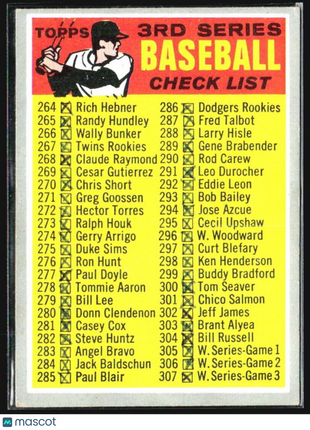 TOPPS
3RD SERIES
BASEBALL
CHECK LIST
264 Rich Hebner
265 Randy Hundley
266 Wally Bunker
267 Twins Rookies
268 Claude Raymond
269 Cesar Gutierrez
270 Chris Short
271 Greg Goossen
272 Hector Torres
273 Ralph Houk
274 Gerry Arrigo
275 Duke Sims
276 Ron Hunt
277 Paul Doyle
278 Tommie Aaron
279 Bill Lee
280 Donn Clendenon
281 Casey Cox
282 Steve Huntz
283 Angel Bravo
284 Jack Baldschun
285 Paul Blair
286 Dodgers Rookies
287 Fred Talbot
288 Larry Hisle
289 Gene Brabender
290 Rod Carew
291 Leo Durocher
292 Eddie Leon
293 Bob Bailey
294 Jose Azcue
295 Cecil Upshaw
296 W. Woodward
297 Curt Blefary
298 Ken Henderson
299 Buddy Bradford
300 Tom Seaver
301 Chico Salmon
302 Jeff James
303 Brant Alyea
304 Bill Russell
305 W. Series-Game 1
306 W. Series-Game 2
307 W. Series-Game 3
mascot